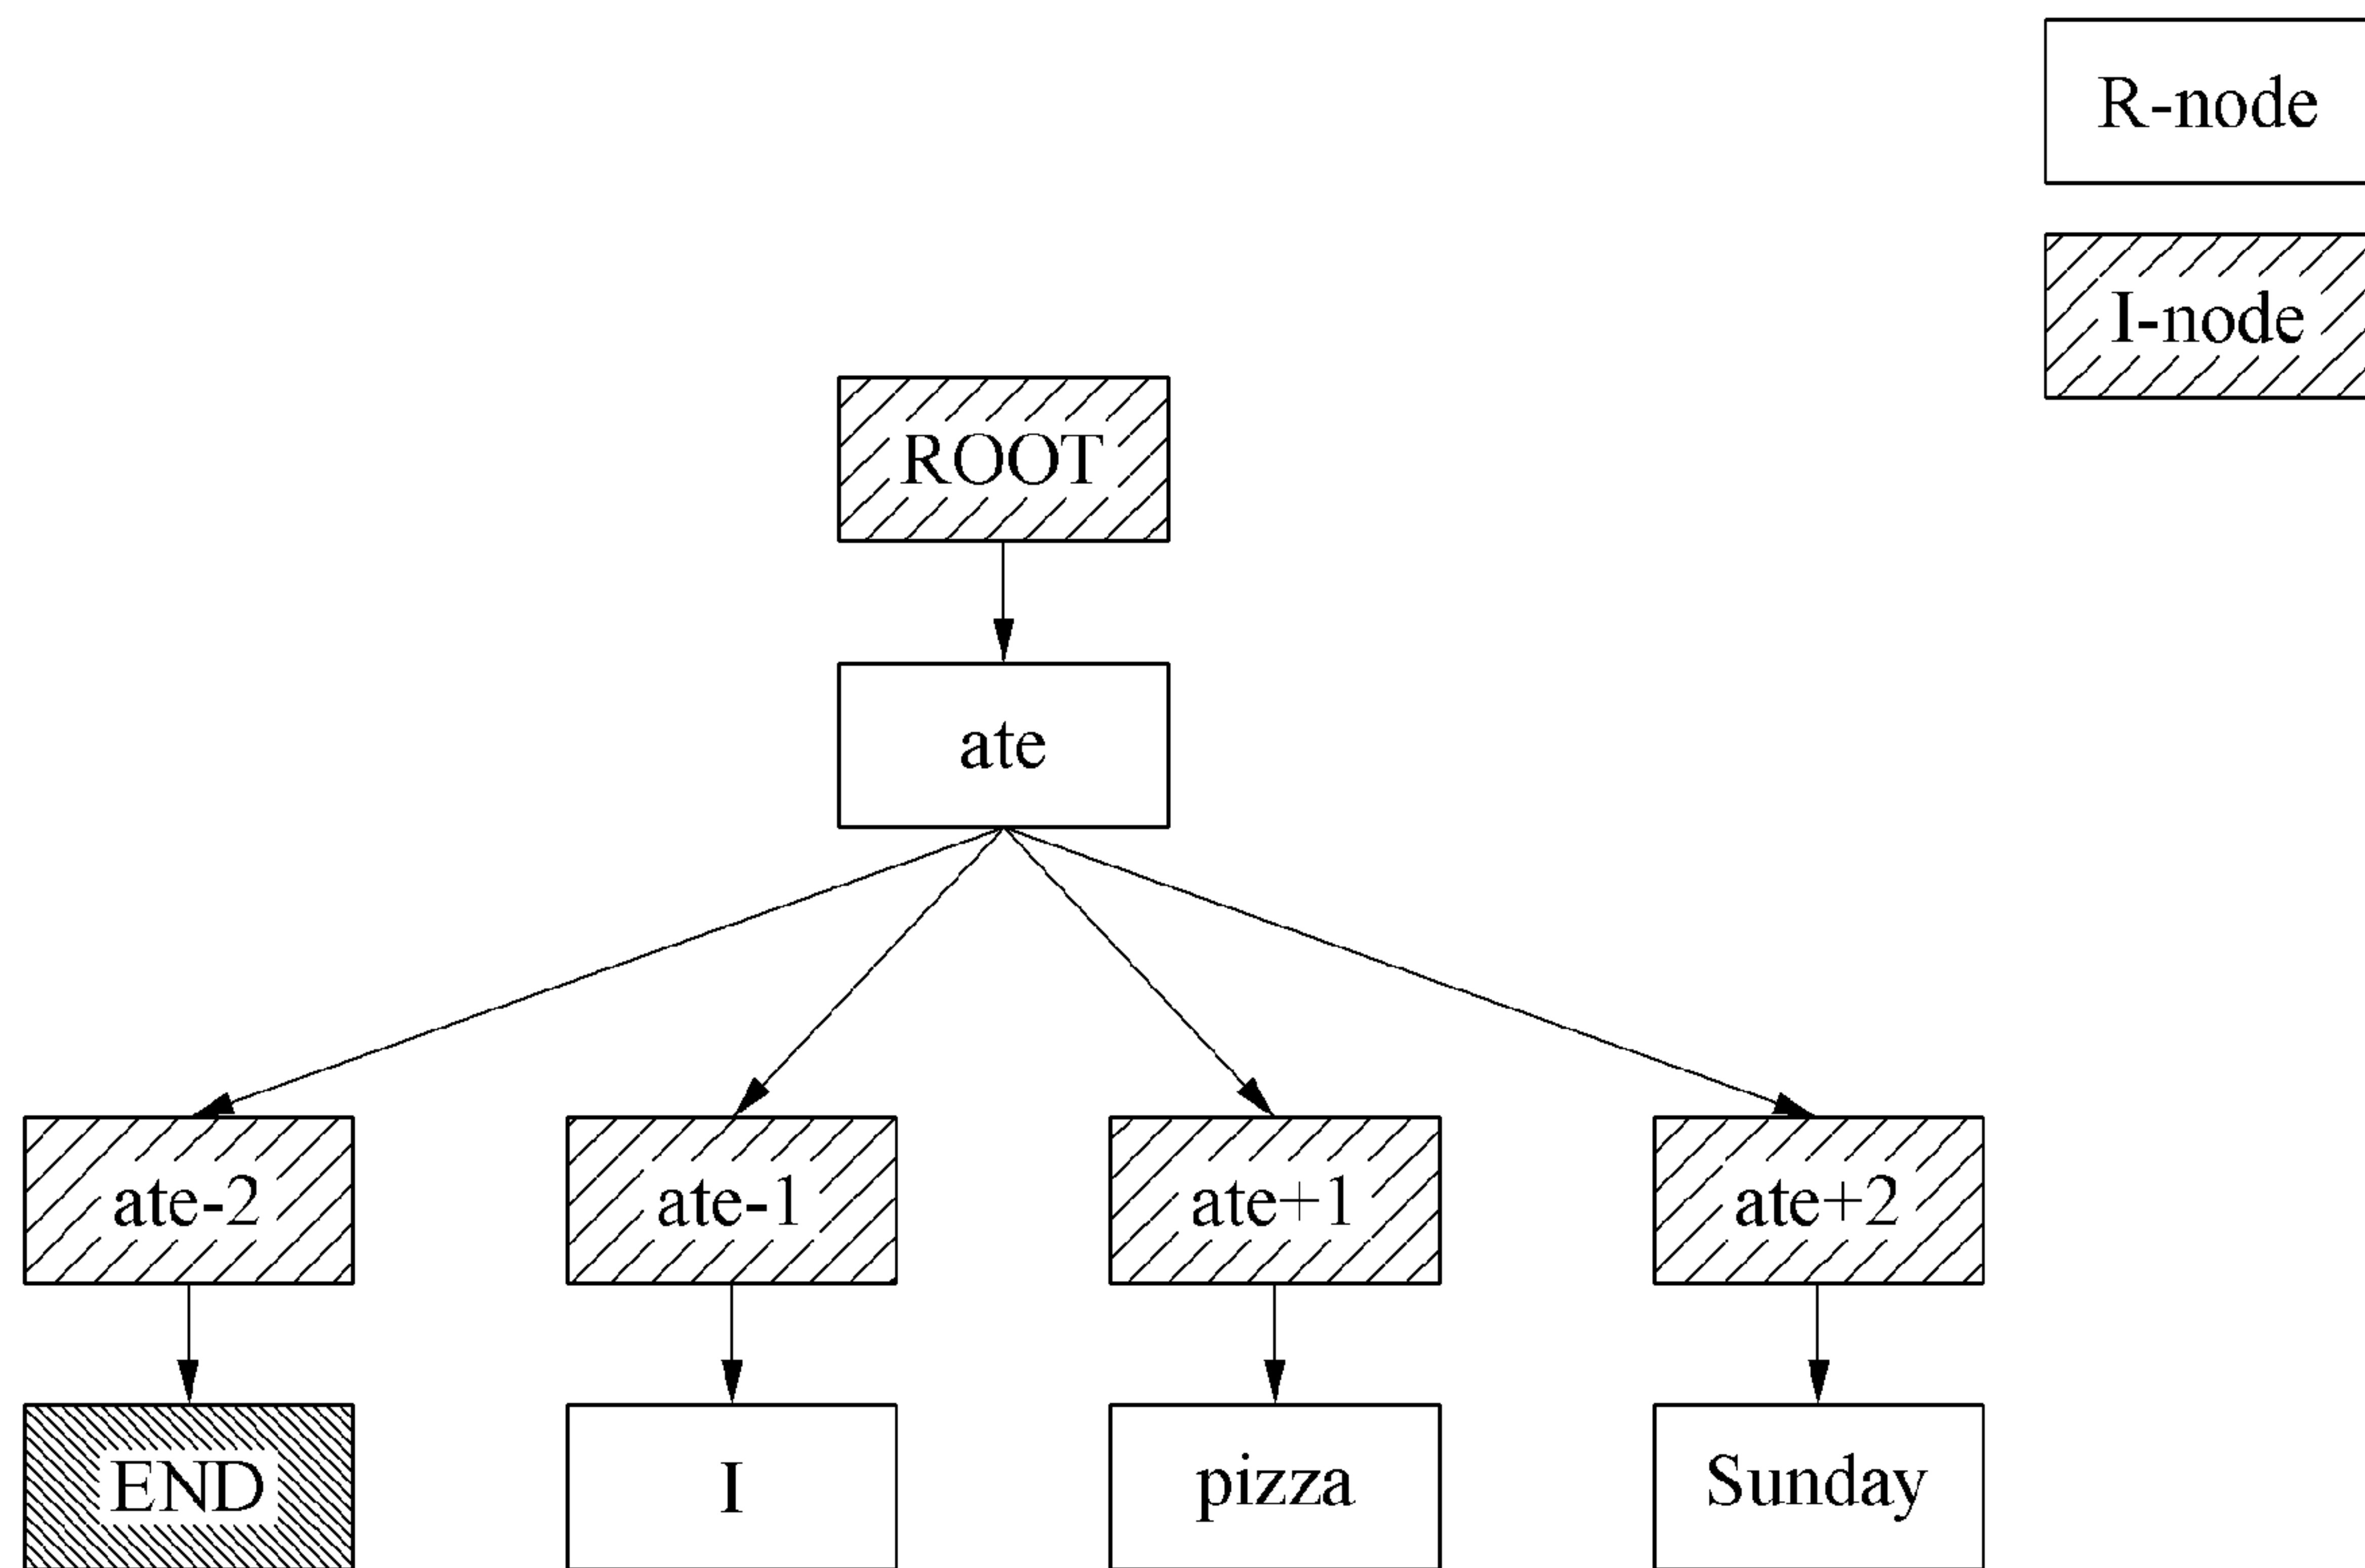 R-node
I-node
ROOT
ate
ate-2
ate-1
ate+1
ate+2
END
I
pizza
Sunday